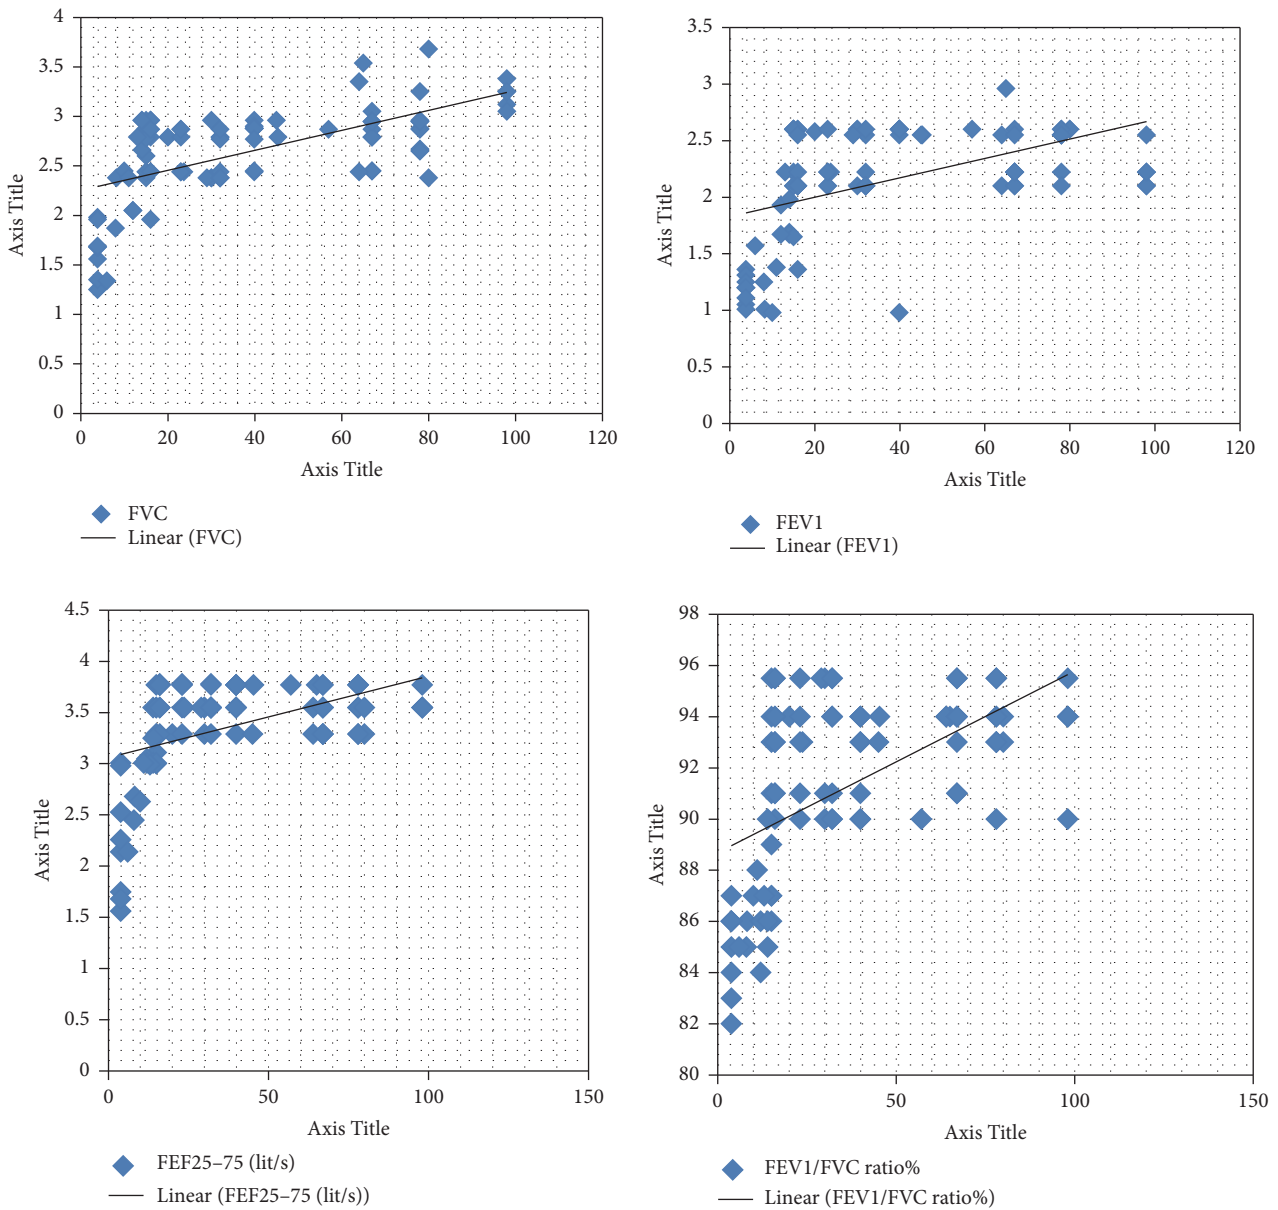 4
3.5
3
2.5
2
1.5
1
0.5
0
Axis Title
0 20 40 60 80 100 120
Axis Title
FVC
Linear (FVC)
3.5
3
2.5
2
1.5
1
0.5
0
Axis Title
0 20 40 60 80 100 120
Axis Title
FEV1
Linear (FEV1)
4.5
4
3.5
3
2.5
2
1.5
1
0.5
0
Axis Title
0 50 100 150
Axis Title
FEF25–75 (lit/s)
Linear (FEF25–75 (lit/s))
98
96
94
92
90
88
86
84
82
80
Axis Title
0 50 100 150
Axis Title
FEV1/FVC ratio%
Linear (FEV1/FVC ratio%)